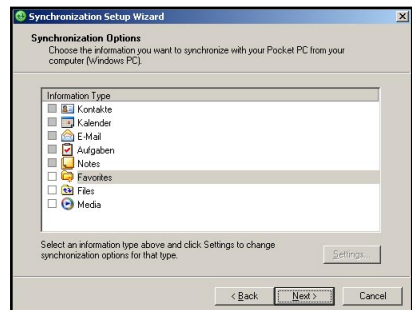 Synchronization Setup Wizard
Synchronization Options
Choose the information you want to synchronize with your Pocket PC from your
computer (Windows PC).
Information Type
Kontakte
Kalender
E-Mail
Aufgaben
Notes
Favorites
Files
Media
Select an information type above and click Settings to change
synchronization options for that type.
Settings...
< Back
Next >
Cancel